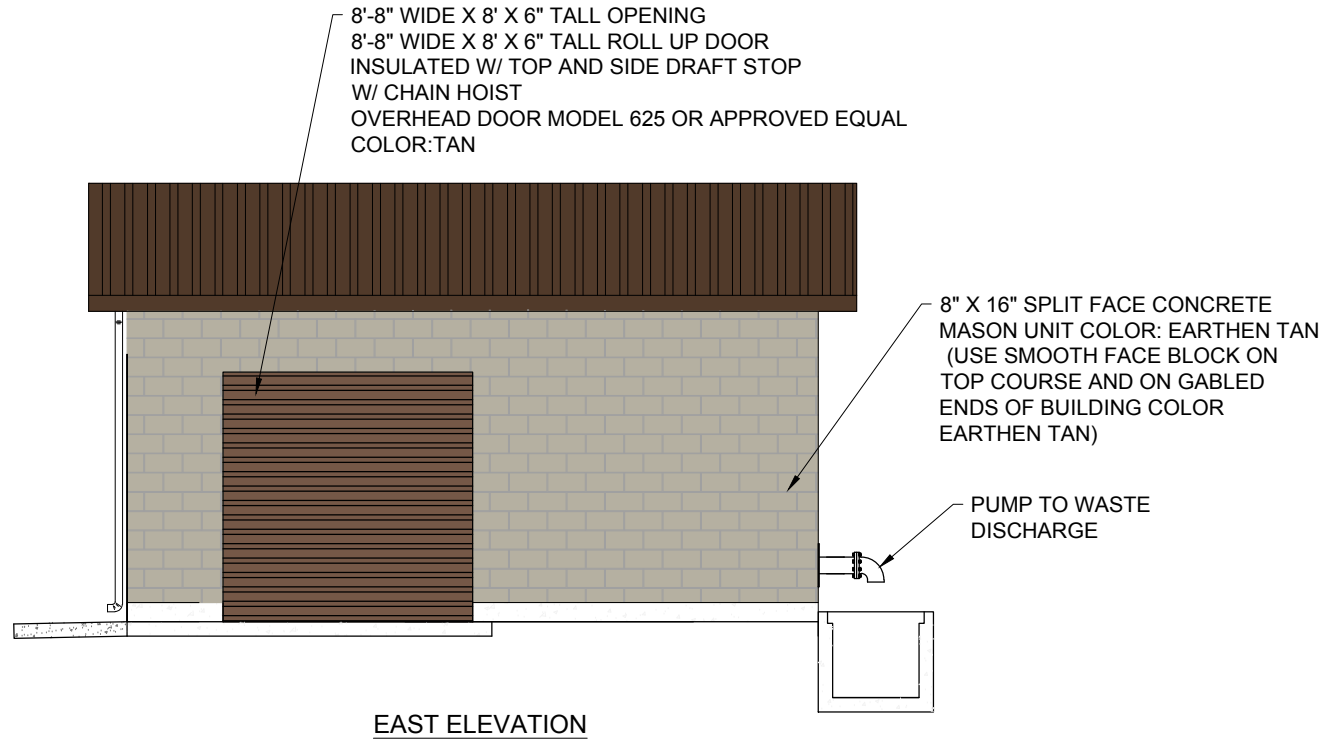 8'-8" WIDE X 8' X 6" TALL OPENING
8'-8" WIDE X 8' X 6" TALL ROLL UP DOOR
INSULATED W/ TOP AND SIDE DRAFT STOP
W/ CHAIN HOIST
OVERHEAD DOOR MODEL 625 OR APPROVED EQUAL
COLOR:TAN
8" X 16" SPLIT FACE CONCRETE
MASON UNIT COLOR: EARTHEN TAN
(USE SMOOTH FACE BLOCK ON
TOP COURSE AND ON GABLED
ENDS OF BUILDING COLOR
EARTHEN TAN)
PUMP TO WASTE
DISCHARGE
EAST ELEVATION